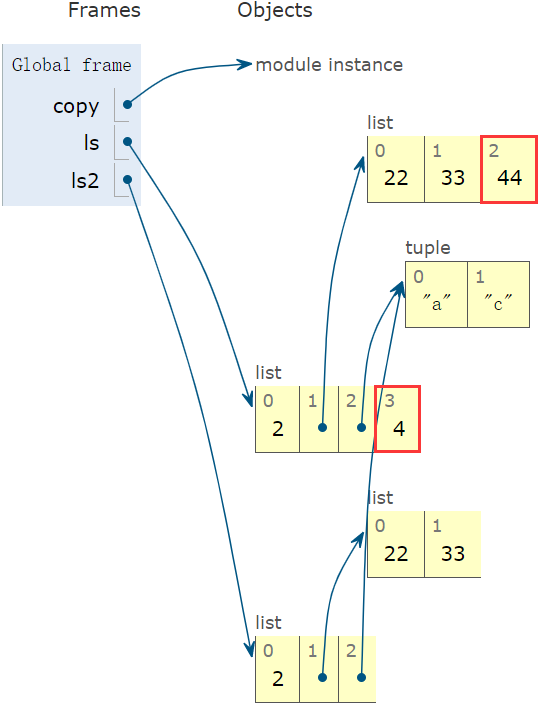 Frames Objects
Global frame
copy
module instance
ls
ls2
list
0 1 2
22 33 44
tuple
0 1
"a" "c"
list
0 1 2 3
2 4
list
0 1
22 33
list
0 1 2
2